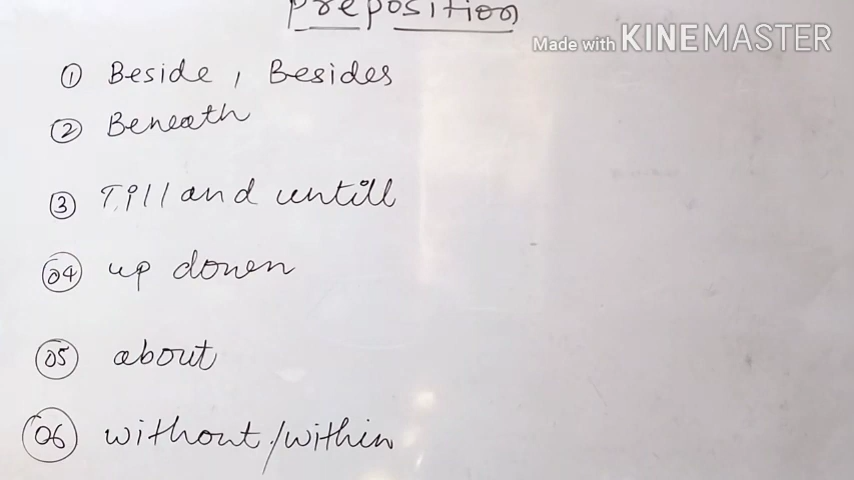 Preposition
Made with KINEMASTER
① Beside, Besides
② Beneath
③ Till and untill
04 up down
05 about
06 without/within